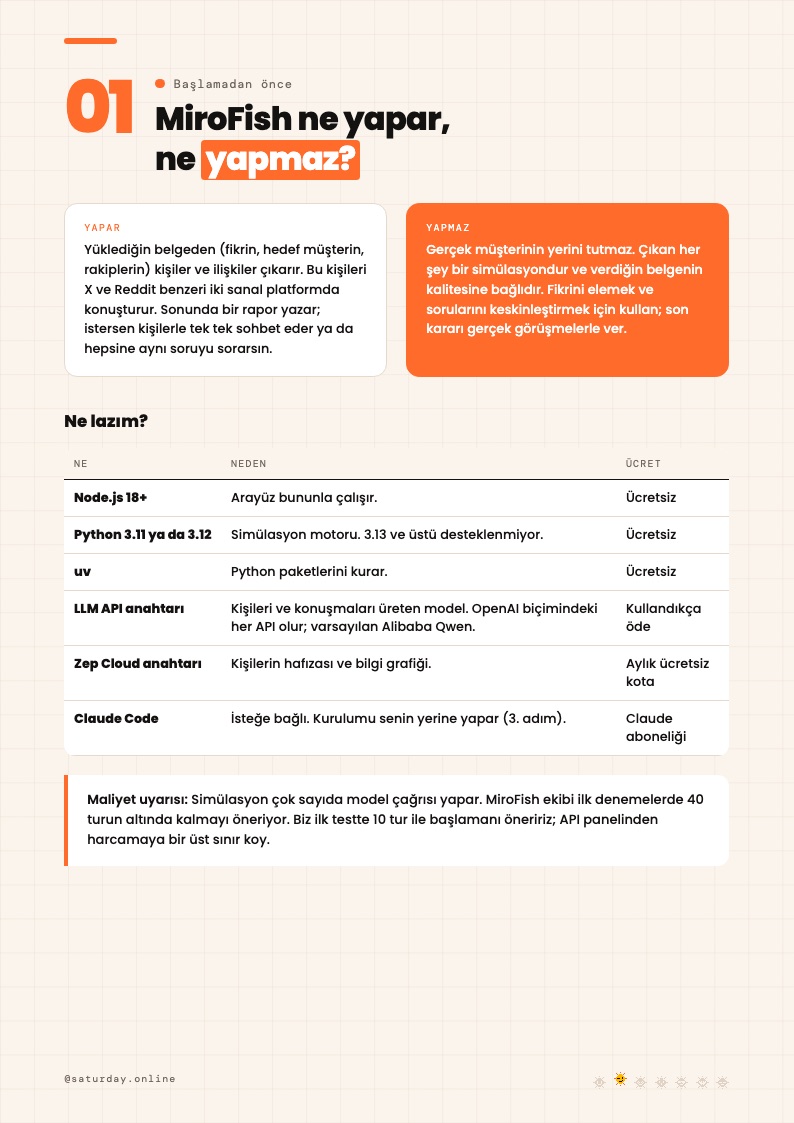 01
Başlamadan önce
MiroFish ne yapar,
ne yapmaz?
YAPAR
Yüklediğin belgeden (fikrin, hedef müşterin,
rakiplerin) kişiler ve ilişkiler çıkarır. Bu kişileri
X ve Reddit benzeri iki sanal platformda
konuşturur. Sonunda bir rapor yazar;
istersen kişilerle tek tek sohbet eder ya da
hepsine aynı soruyu sorarsın.
YAPMAZ
Gerçek müşterinin yerini tutmaz. Çıkan her
şey bir simülasyondur ve verdiğin belgenin
kalitesine bağlıdır. Fikrini elemek ve
sorularını keskinleştirmek için kullan; son
kararı gerçek görüşmelerle ver.
Ne lazım?
NE NEDEN ÜCRET
Node.js 18+ Arayüz bununla çalışır. Ücretsiz
Python 3.11 ya da 3.12 Simülasyon motoru. 3.13 ve üstü desteklenmiyor. Ücretsiz
uv Python paketlerini kurar. Ücretsiz
LLM API anahtarı Kişileri ve konuşmaları üreten model. OpenAI biçimindeki Kullandıkça
her API olur; varsayılan Alibaba Qwen. öde
Zep Cloud anahtarı Kişilerin hafızası ve bilgi grafiği. Aylık ücretsiz
kota
Claude Code İsteğe bağlı. Kurulumu senin yerine yapar (3. adım). Claude
aboneliği
Maliyet uyarısı: Simülasyon çok sayıda model çağrısı yapar. MiroFish ekibi ilk denemelerde 40
turun altında kalmayı öneriyor. Biz ilk testte 10 tur ile başlamanı öneririz; API panelinden
harcamaya bir üst sınır koy.
@saturday.online